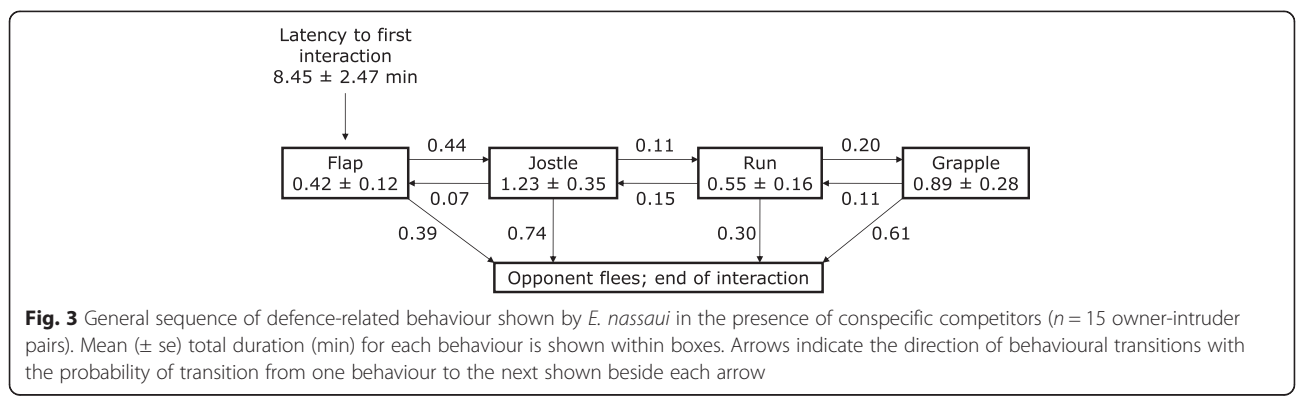 Latency to first
interaction
8.45 ± 2.47 min
0.44
0.11
0.20
Flap
0.42 ± 0.12
Jostle
1.23 ± 0.35
Run
0.55 ± 0.16
Grapple
0.89 ± 0.28
0.07
0.15
0.11
0.39
0.74
0.30
0.61
Opponent flees; end of interaction
Fig. 3 General sequence of defence-related behaviour shown by E. nassaui in the presence of conspecific competitors (n = 15 owner-intruder
pairs). Mean (± se) total duration (min) for each behaviour is shown within boxes. Arrows indicate the direction of behavioural transitions with
the probability of transition from one behaviour to the next shown beside each arrow